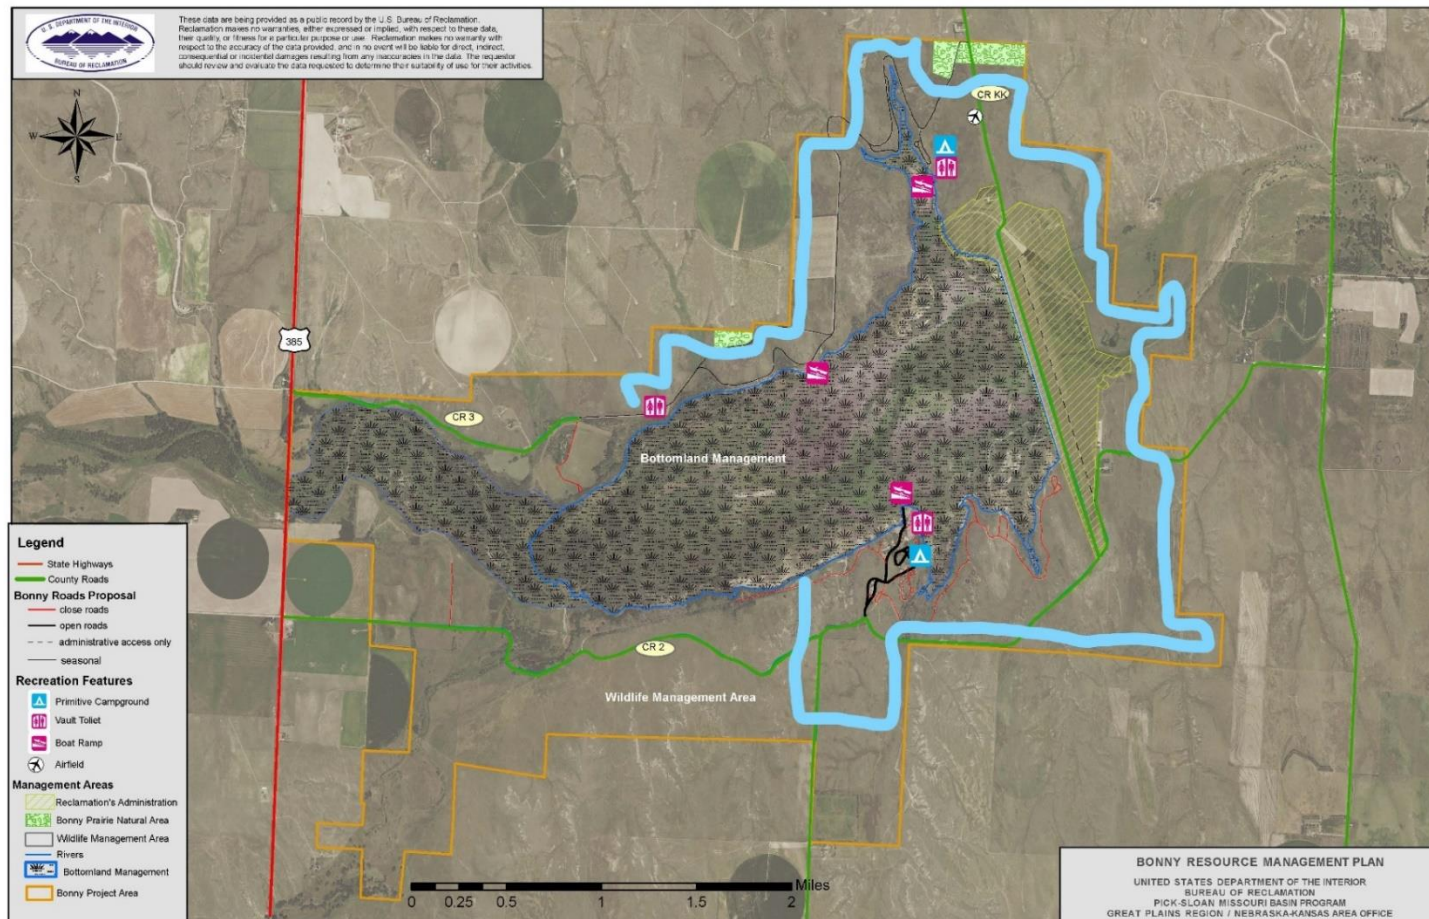 U.S. DEPARTMENT OF THE INTERIOR
BUREAU OF RECLAMATION
These data are being provided as a public record by the U.S. Bureau of Reclamation.
Reclamation makes no warranties, either expressed or implied, with respect to these data,
their quality, or fitness for a particular purpose or use. Reclamation makes no warranty with
respect to the accuracy of the data provided, and in no event will be liable for direct, indirect,
consequential or incidental damages resulting from any inaccuracies in the data. The requestor
should review and evaluate the data requested to determine their suitability of use for their activities.
N
W
E
S
CR KK
385
CR 3
Bottomland Management
CR 2
Wildlife Management Area
Legend
State Highways
County Roads
Bonny Roads Proposal
close roads
open roads
administrative access only
seasonal
Recreation Features
Primitive Campground
Vault Toliet
Boat Ramp
Airfield
Management Areas
Reclamation's Administration
Bonny Prairie Natural Area
Wildlife Management Area
Rivers
Bottomland Management
Bonny Project Area
Miles
0 0.25 0.5 1 1.5 2
BONNY RESOURCE MANAGEMENT PLAN
UNITED STATES DEPARTMENT OF THE INTERIOR
BUREAU OF RECLAMATION
PICK-SLOAN MISSOURI BASIN PROGRAM
GREAT PLAINS REGION / NEBRASKA-KANSAS AREA OFFICE